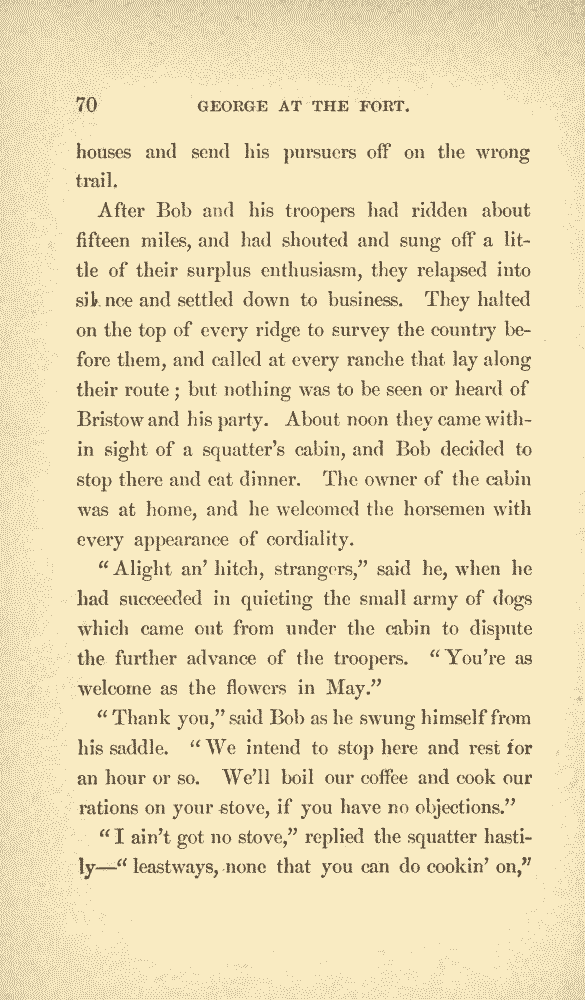 70 GEORGE AT THE FORT.
houses and send his pursuers off on the wrong
trail.
After Bob and his troopers had ridden about
fifteen miles, and had shouted and sung off a lit-
tle of their surplus enthusiasm, they relapsed into
silence and settled down to business. They halted
on the top of every ridge to survey the country be-
fore them, and called at every ranche that lay along
their route; but nothing was to be seen or heard of
Bristow and his party. About noon they came with-
in sight of a squatter's cabin, and Bob decided to
stop there and eat dinner. The owner of the cabin
was at home, and he welcomed the horsemen with
every appearance of cordiality.
"Alight an' hitch, strangers," said he, when he
had succeeded in quieting the small army of dogs
which came out from under the cabin to dispute
the further advance of the troopers. "You're as
welcome as the flowers in May."
"Thank you," said Bob as he swung himself from
his saddle. "We intend to stop here and rest for
an hour or so. We'll boil our coffee and cook our
rations on your stove, if you have no objections."
"I ain't got no stove," replied the squatter hasti-
ly—"leastways, none that you can do cookin' on,"